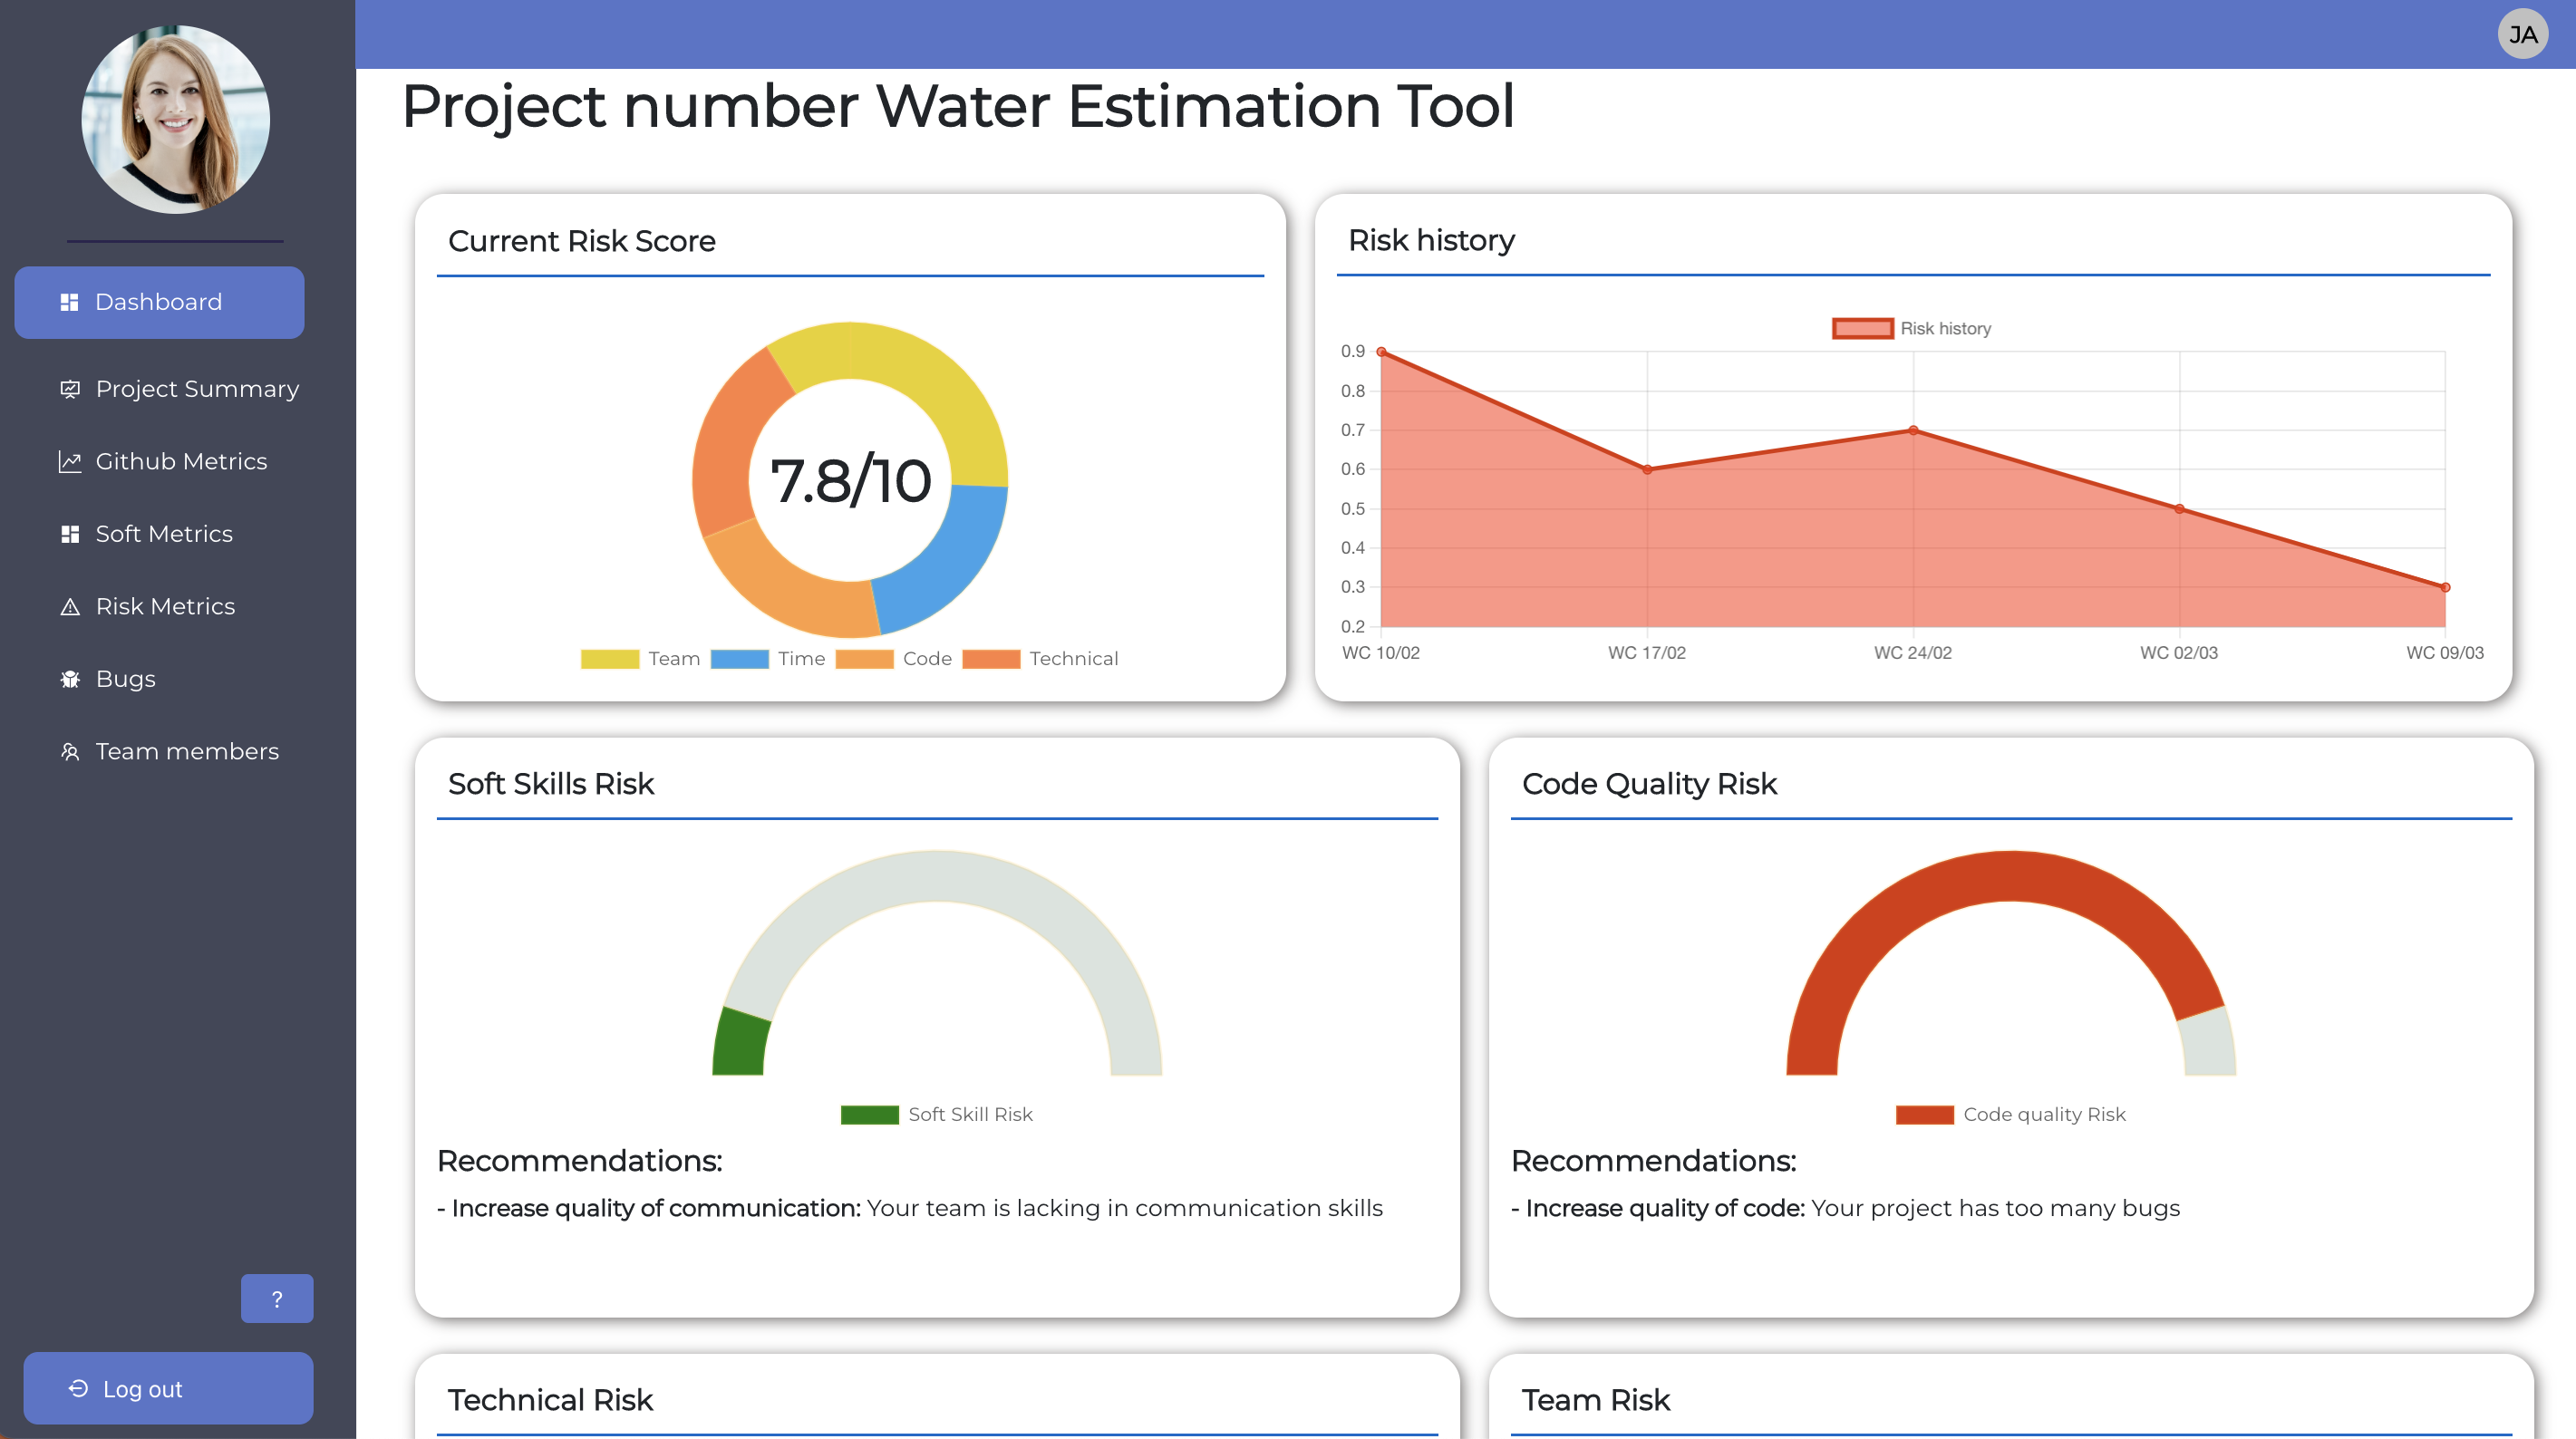 JA
Project number Water Estimation Tool
Dashboard
Project Summary
Github Metrics
Soft Metrics
Risk Metrics
Bugs
Team members
?
Log out
Current Risk Score
7.8/10
Team Time Code Technical
Risk history
Risk history
0.9
0.8
0.7
0.6
0.5
0.4
0.3
0.2
WC 10/02 WC 17/02 WC 24/02 WC 02/03 WC 09/03
Soft Skills Risk
Soft Skill Risk
Recommendations:
- Increase quality of communication: Your team is lacking in communication skills
Code Quality Risk
Code quality Risk
Recommendations:
- Increase quality of code: Your project has too many bugs
Technical Risk
Team Risk